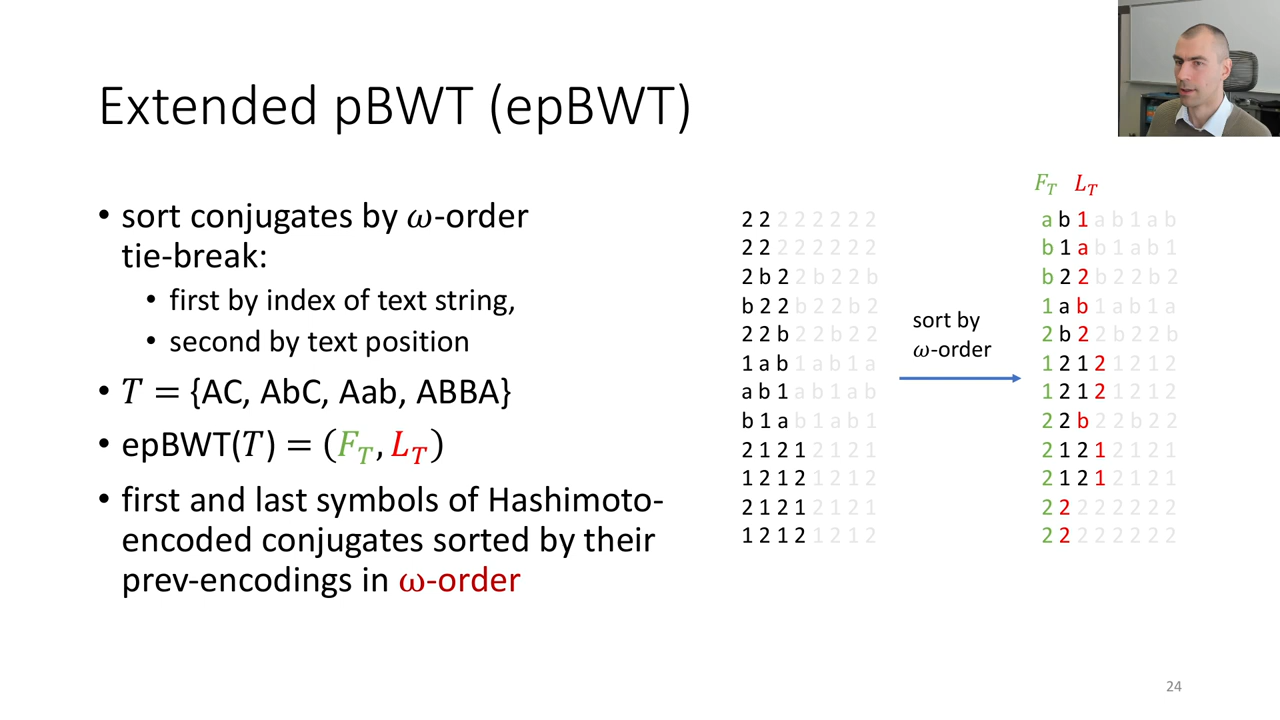 Extended pBWT (epBWT)
• sort conjugates by ω-order
tie-break:
• first by index of text string,
• second by text position
• T = {AC, AbC, Aab, ABBA}
• epBWT(T) = (F_T, L_T)
• first and last symbols of Hashimoto-
encoded conjugates sorted by their
prev-encodings in ω-order
2 2 2 2 2 2 2 2
2 2 2 2 2 2 2 2
2 b 2 2 b 2 2 b
b 2 2 b 2 2 b 2
2 2 b 2 2 b 2 2
1 a b 1 a b 1 a
a b 1 a b 1 a b
b 1 a b 1 a b 1
2 1 2 1 2 1 2 1
1 2 1 2 1 2 1 2
2 1 2 1 2 1 2 1
1 2 1 2 1 2 1 2
sort by
ω-order
F_T L_T
a b 1 a b 1 a b
b 1 a b 1 a b 1
b 2 2 b 2 2 b 2
1 a b 1 a b 1 a
2 b 2 2 b 2 2 b
1 2 1 2 1 2 1 2
1 2 1 2 1 2 1 2
2 2 b 2 2 b 2 2
2 1 2 1 2 1 2 1
2 1 2 1 2 1 2 1
2 2 2 2 2 2 2 2
2 2 2 2 2 2 2 2
24